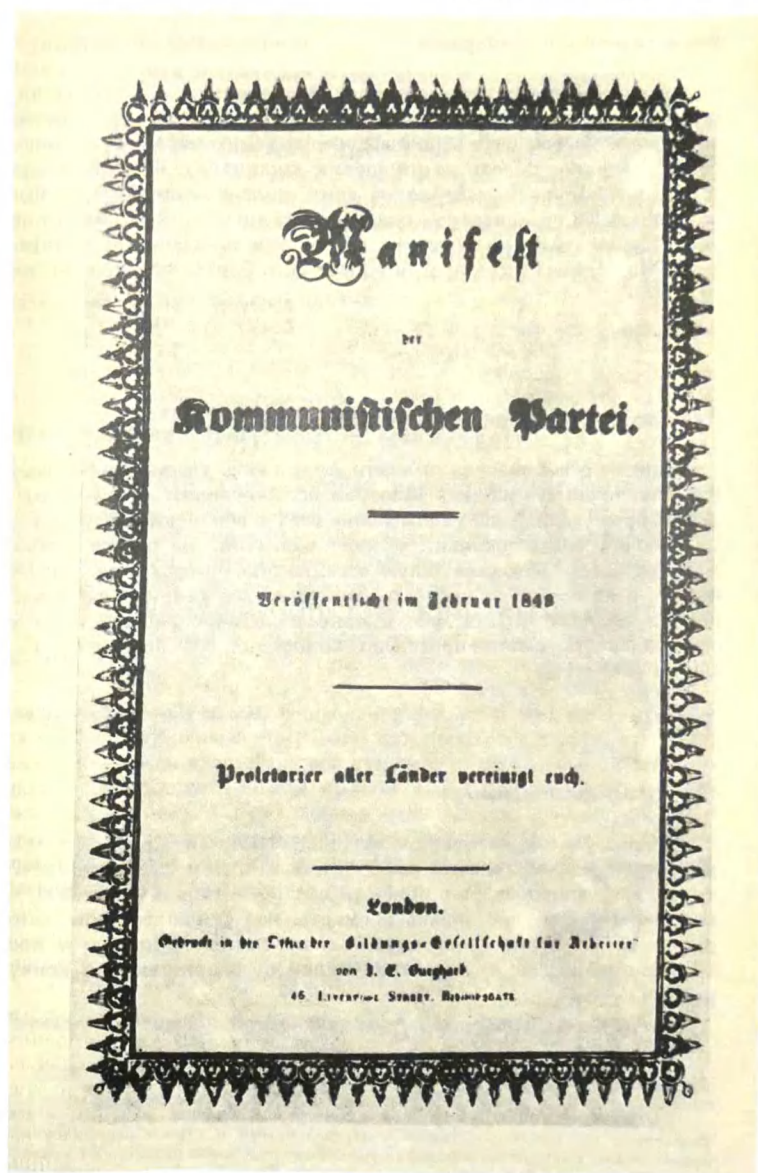 Manifest
der
Kommunistischen Partei.
Veröffentlicht im Februar 1848
Proletarier aller Länder vereinigt euch.
London.
Gedruckt in der Office der „Bildungs-Gesellschaft für Arbeiter“
von J. E. Burghard.
46, LIVERPOOL STREET, BISHOPSGATE